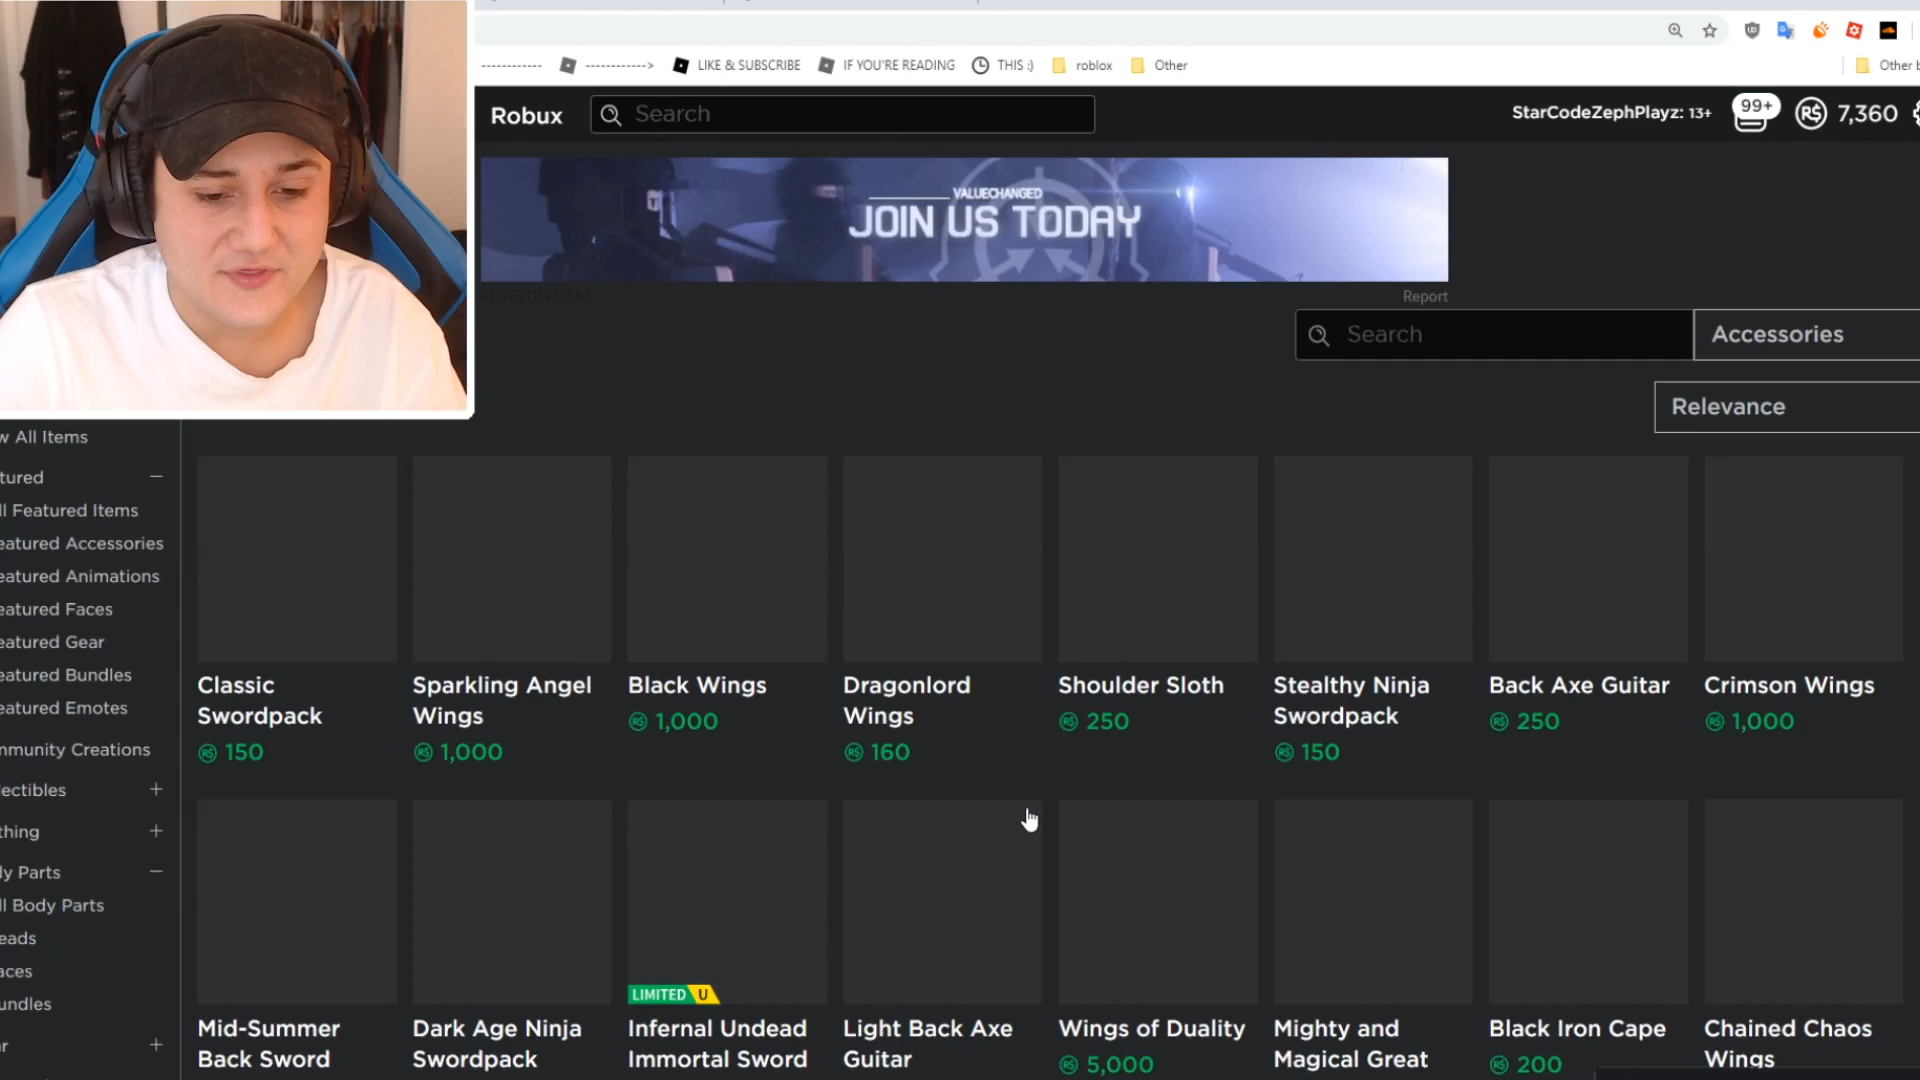 ------------ ------------> LIKE & SUBSCRIBE IF YOU'RE READING THIS :) roblox Other Other b
Robux Search StarCodeZephPlayz: 13+ 99+ 7,360
VALUECHANGED
JOIN US TODAY
ADVERTISEMENT Report
Search Accessories
Relevance
w All Items
tured
ll Featured Items
eatured Accessories
eatured Animations
eatured Faces
eatured Gear
eatured Bundles
eatured Emotes
mmunity Creations
lectibles
thing
dy Parts
ll Body Parts
eads
aces
undles
r
Classic
Swordpack
150
Sparkling Angel
Wings
1,000
Black Wings
1,000
Dragonlord
Wings
160
Shoulder Sloth
250
Stealthy Ninja
Swordpack
150
Back Axe Guitar
250
Crimson Wings
1,000
Mid-Summer
Back Sword
Dark Age Ninja
Swordpack
LIMITED U
Infernal Undead
Immortal Sword
Light Back Axe
Guitar
Wings of Duality
5,000
Mighty and
Magical Great
Black Iron Cape
200
Chained Chaos
Wings